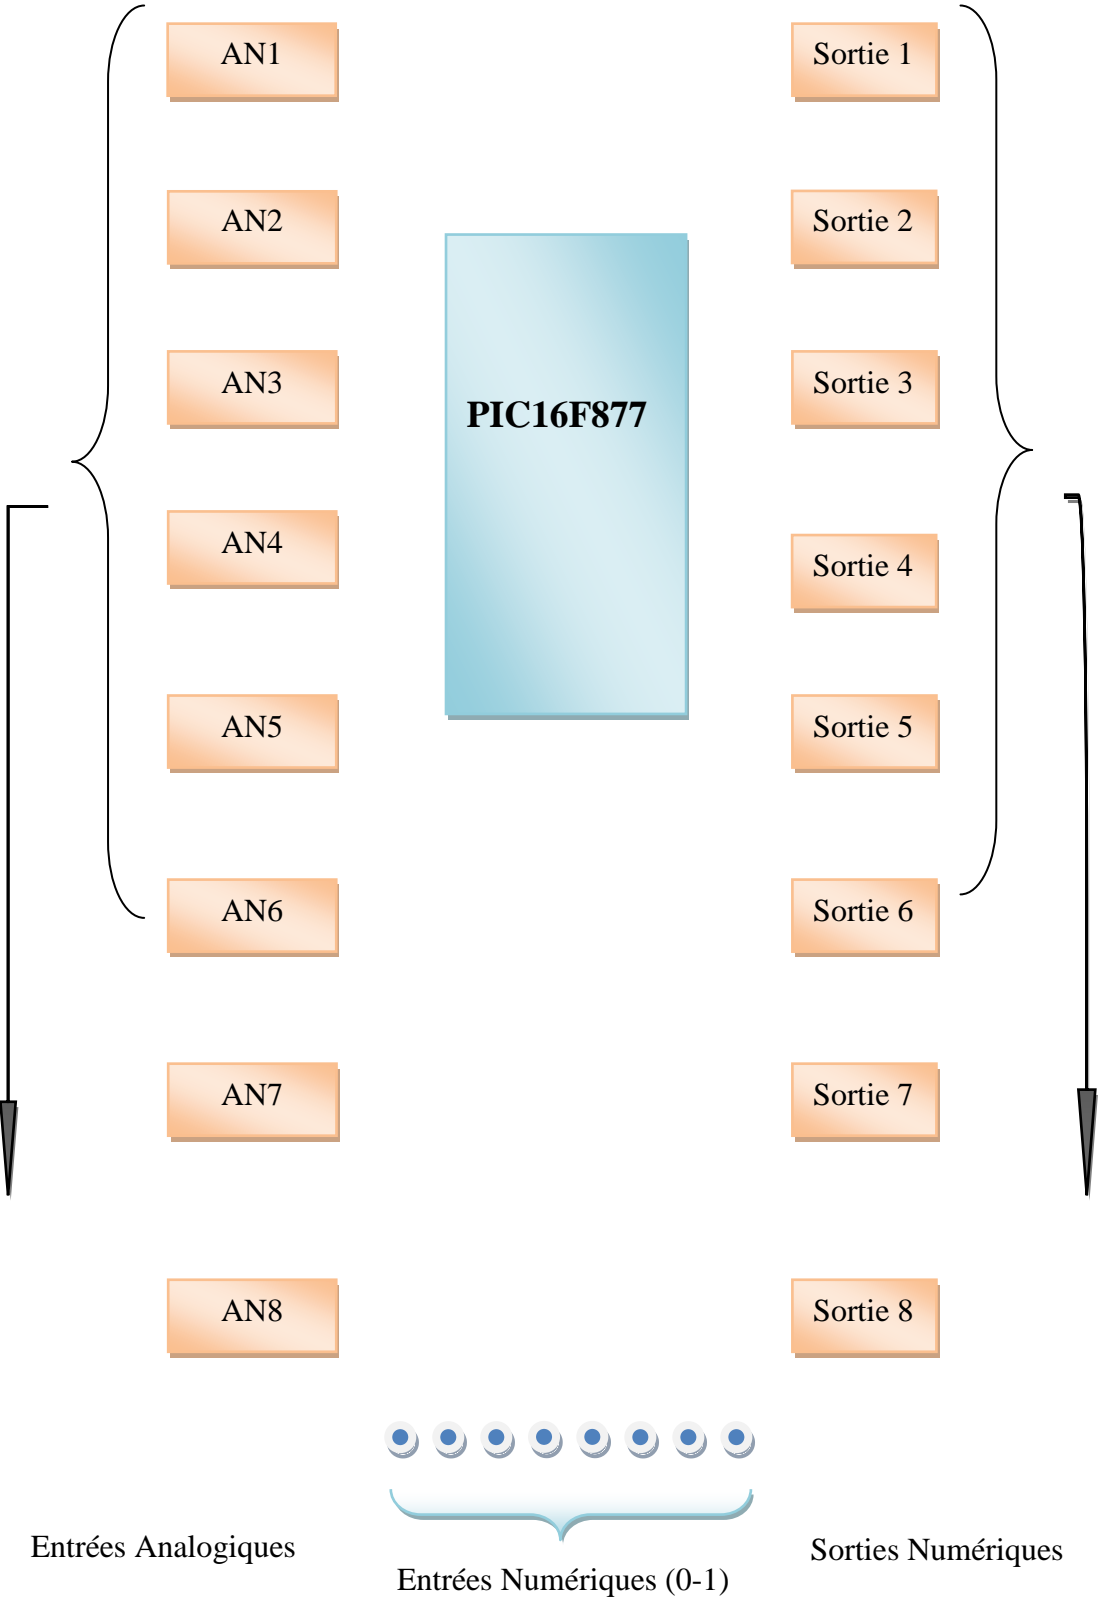 AN1
Sortie 1
AN2
Sortie 2
AN3
Sortie 3
PIC16F877
AN4
Sortie 4
AN5
Sortie 5
AN6
Sortie 6
AN7
Sortie 7
AN8
Sortie 8
Entrées Analogiques
Sorties Numériques
Entrées Numériques (0-1)